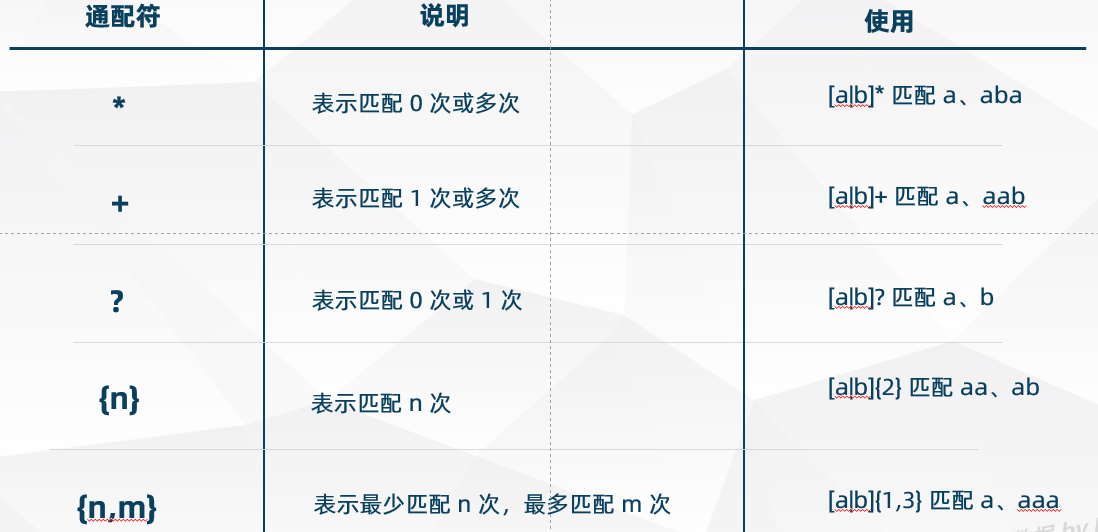 通配符 说明 使用
* 表示匹配 0 次或多次 [a|b]* 匹配 a、aba
+ 表示匹配 1 次或多次 [a|b]+ 匹配 a、aab
? 表示匹配 0 次或 1 次 [a|b]? 匹配 a、b
{n} 表示匹配 n 次 [a|b]{2} 匹配 aa、ab
{n,m} 表示最少匹配 n 次，最多匹配 m 次 [a|b]{1,3} 匹配 a、aaa
by